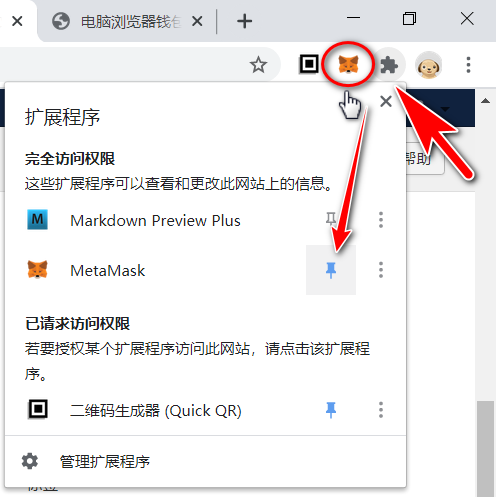 电脑浏览器钱包
扩展程序
帮助
完全访问权限
这些扩展程序可以查看和更改此网站上的信息。
M Markdown Preview Plus
MetaMask
已请求访问权限
若要授权某个扩展程序访问此网站，请点击该扩展程
序。
二维码生成器 (Quick QR)
管理扩展程序